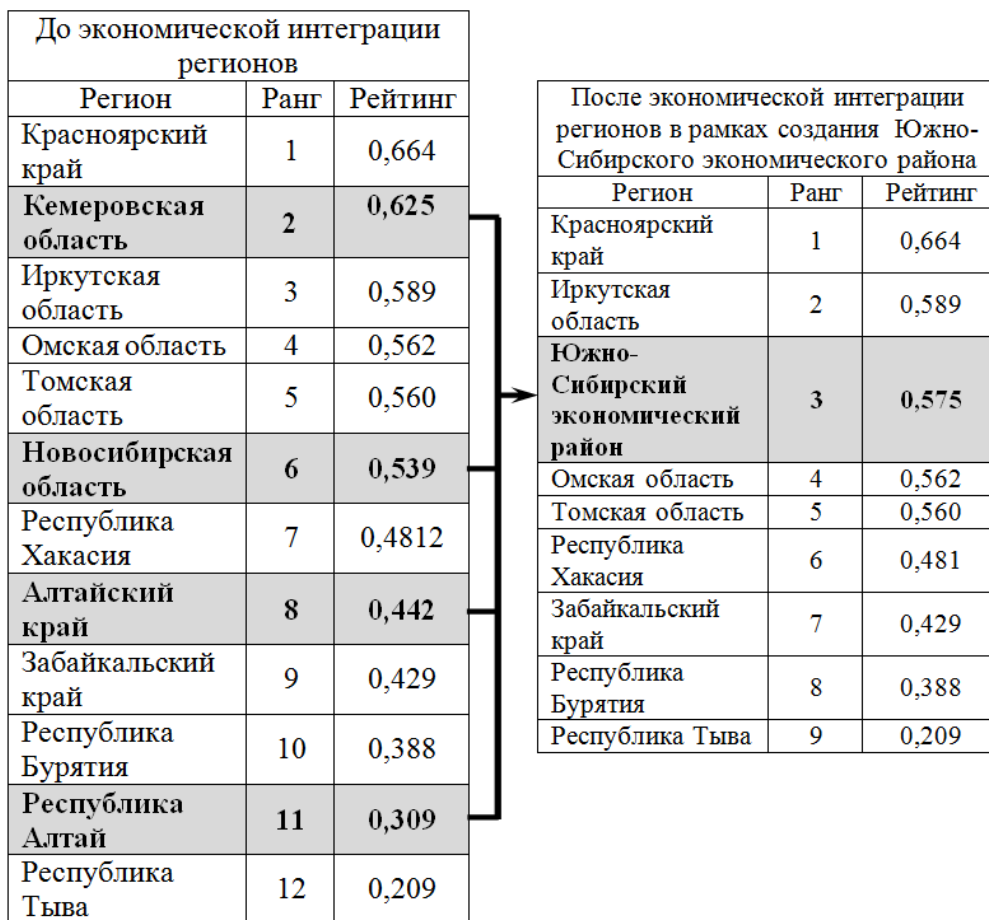 До экономической интеграции
регионов
Регион Ранг Рейтинг
Красноярский
край 1 0,664
Кемеровская
область 2 0,625
Иркутская
область 3 0,589
Омская область 4 0,562
Томская
область 5 0,560
Новосибирская
область 6 0,539
Республика
Хакасия 7 0,4812
Алтайский
край 8 0,442
Забайкальский
край 9 0,429
Республика
Бурятия 10 0,388
Республика
Алтай 11 0,309
Республика
Тыва 12 0,209
После экономической интеграции
регионов в рамках создания Южно-
Сибирского экономического района
Регион Ранг Рейтинг
Красноярский
край 1 0,664
Иркутская
область 2 0,589
Южно-
Сибирский
экономический
район 3 0,575
Омская область 4 0,562
Томская область 5 0,560
Республика
Хакасия 6 0,481
Забайкальский
край 7 0,429
Республика
Бурятия 8 0,388
Республика Тыва 9 0,209